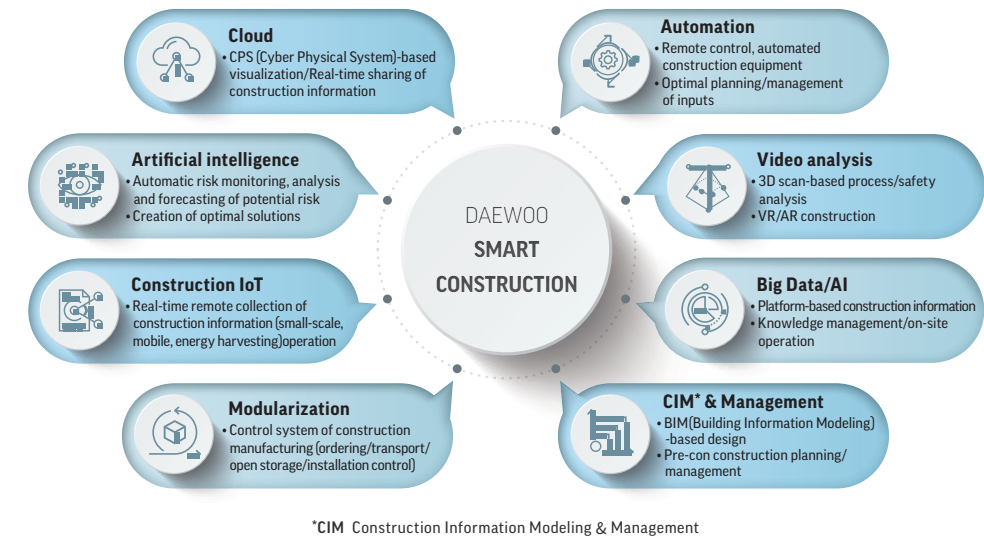 Cloud
• CPS (Cyber Physical System)-based
visualization/Real-time sharing of
construction information
Automation
• Remote control, automated
construction equipment
• Optimal planning/management
of inputs
Artificial intelligence
• Automatic risk monitoring, analysis
and forecasting of potential risk
• Creation of optimal solutions
Video analysis
• 3D scan-based process/safety
analysis
• VR/AR construction
DAEWOO
SMART
CONSTRUCTION
Construction IoT
• Real-time remote collection of
construction information (small-scale,
mobile, energy harvesting)operation
Big Data/AI
• Platform-based construction information
• Knowledge management/on-site
operation
Modularization
• Control system of construction
manufacturing (ordering/transport/
open storage/installation control)
CIM* & Management
• BIM(Building Information Modeling)
-based design
• Pre-con construction planning/
management
*CIM Construction Information Modeling & Management